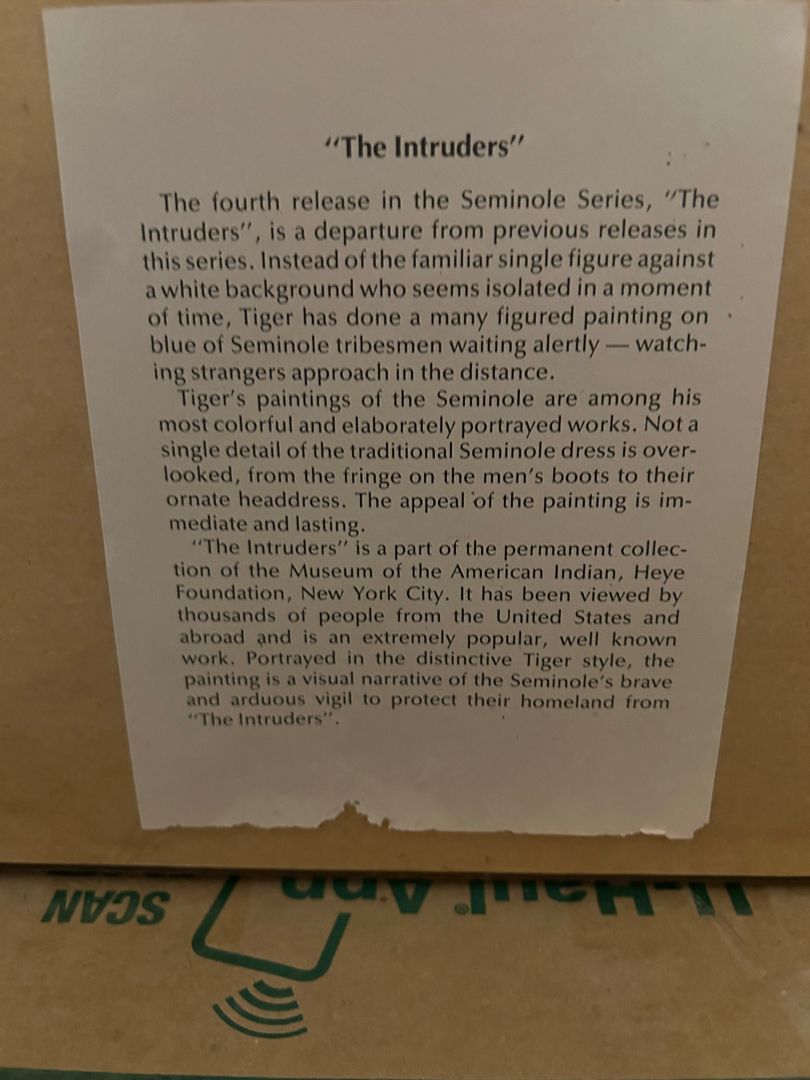 “The Intruders”
The fourth release in the Seminole Series, “The
Intruders”, is a departure from previous releases in
this series. Instead of the familiar single figure against
a white background who seems isolated in a moment
of time, Tiger has done a many figured painting on
blue of Seminole tribesmen waiting alertly — watch-
ing strangers approach in the distance.
Tiger’s paintings of the Seminole are among his
most colorful and elaborately portrayed works. Not a
single detail of the traditional Seminole dress is over-
looked, from the fringe on the men’s boots to their
ornate headdress. The appeal of the painting is im-
mediate and lasting.
“The Intruders” is a part of the permanent collec-
tion of the Museum of the American Indian, Heye
Foundation, New York City. It has been viewed by
thousands of people from the United States and
abroad and is an extremely popular, well known
work. Portrayed in the distinctive Tiger style, the
painting is a visual narrative of the Seminole’s brave
and arduous vigil to protect their homeland from
“The Intruders”.
U-Haul® App
SCAN